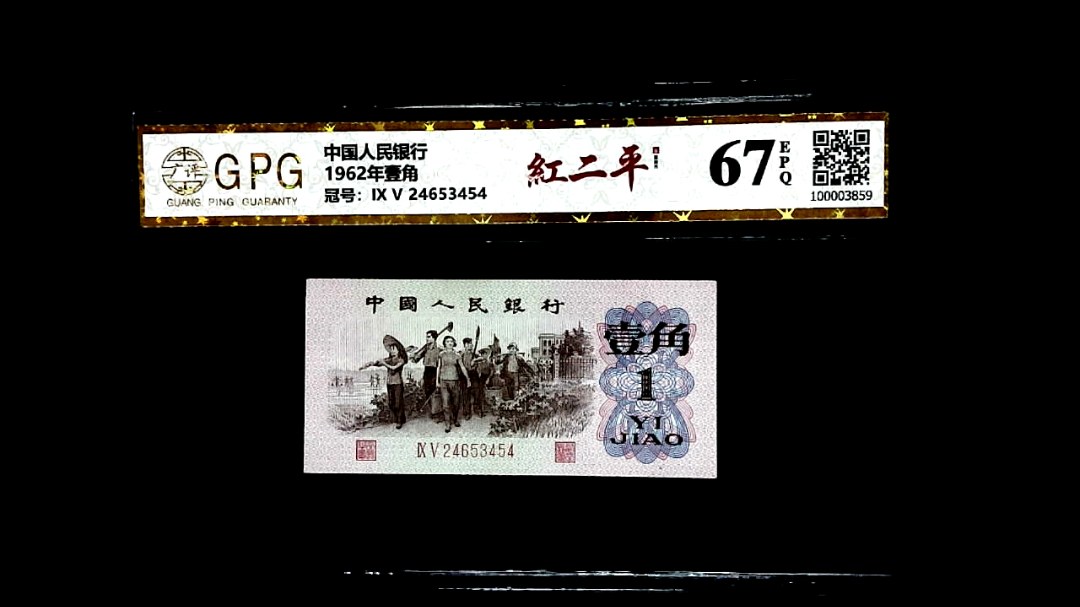 GPG
GUANG PING GUARANTY
中国人民银行
1962年壹角
冠号：IX V 24653454
紅二平
67
EPQ
100003859
中國人民銀行
壹角
1
YI
JIAO
IX V 24653454